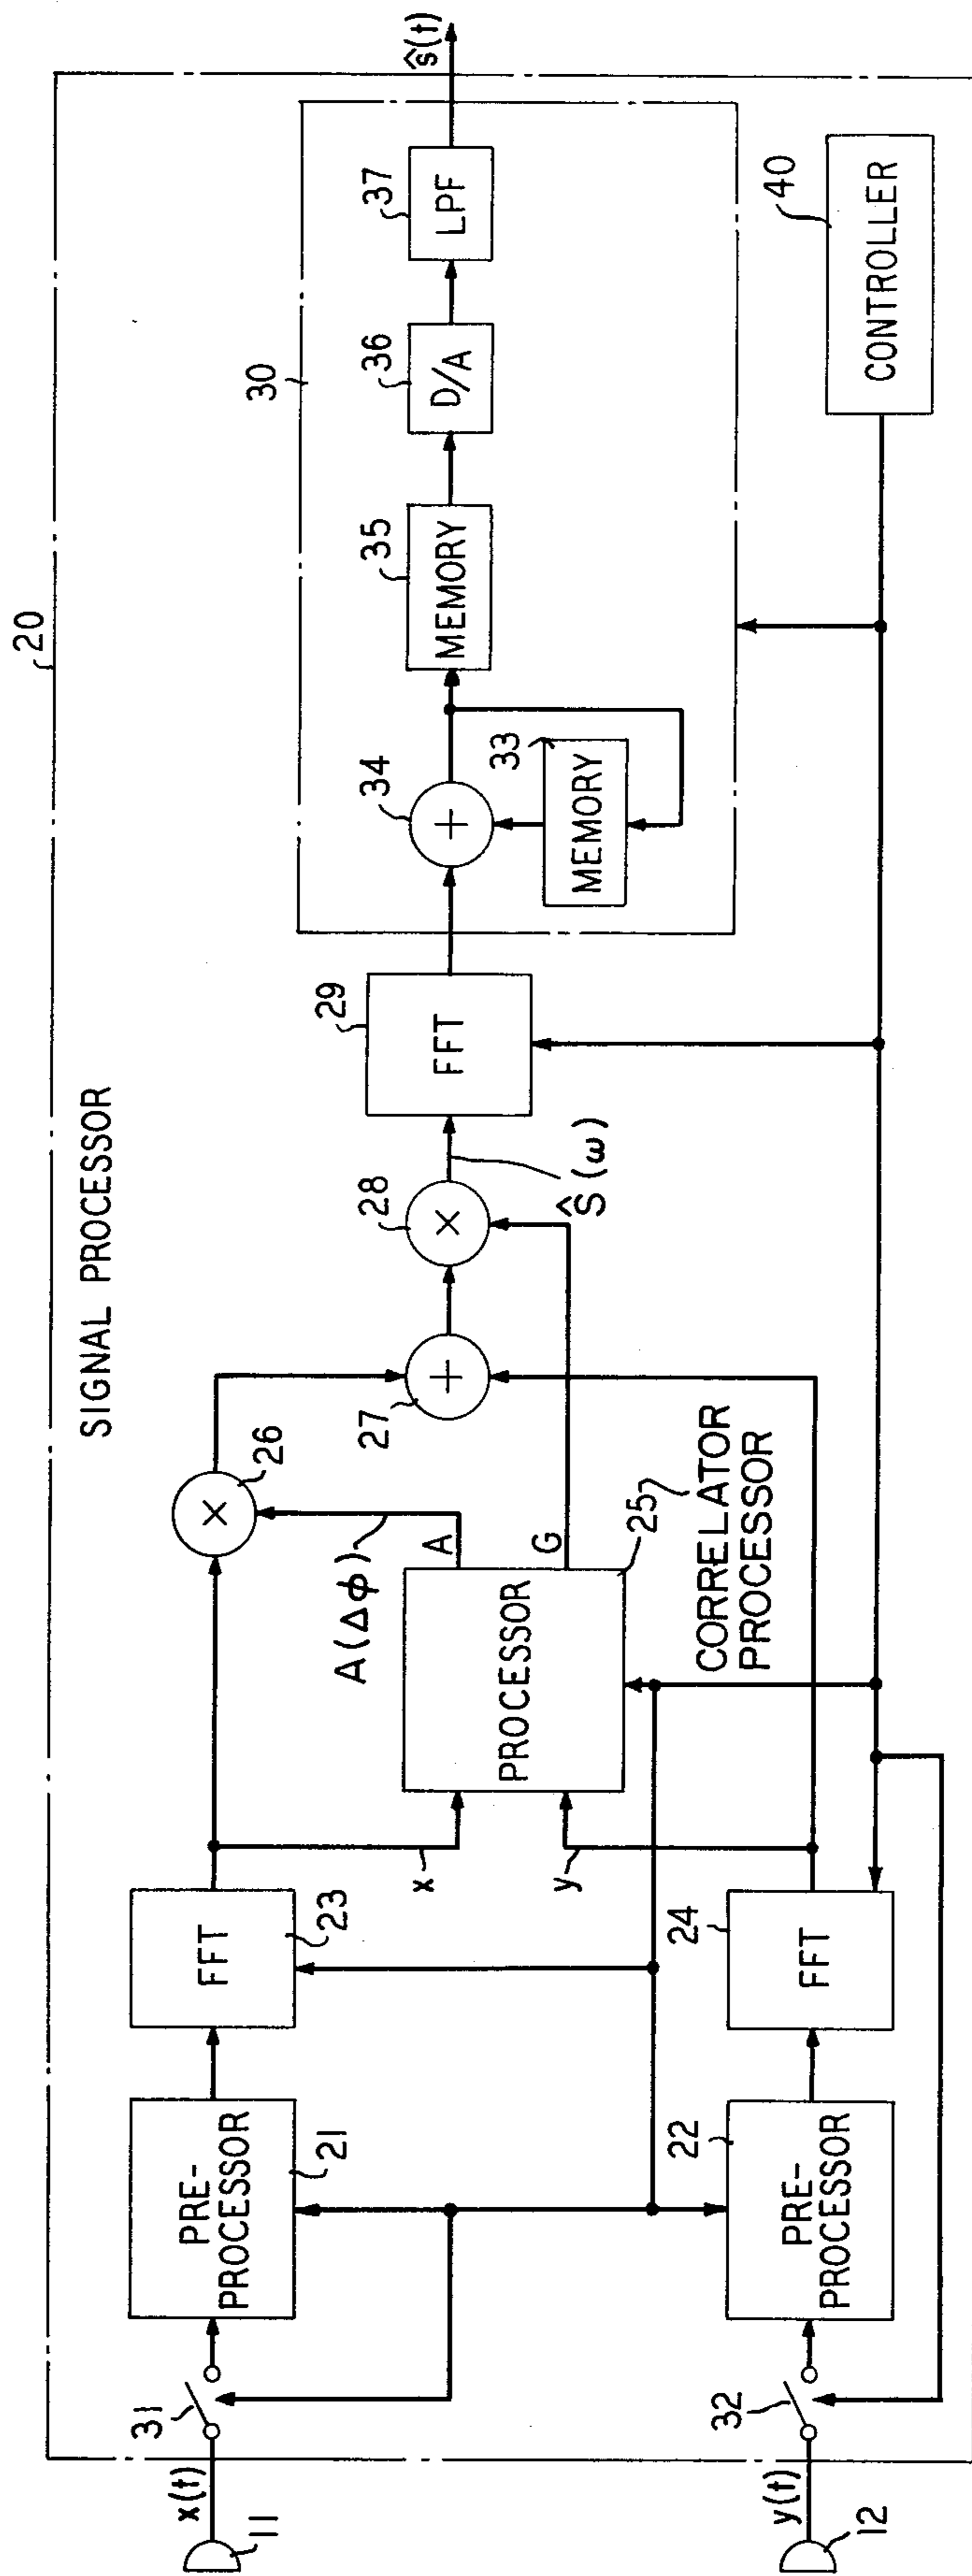 20
SIGNAL PROCESSOR
x(t)
11
31
PRE-
PROCESSOR
21
FFT
23
x
26
×
A(Δφ)
A
G
PROCESSOR
25
CORRELATOR
PROCESSOR
y(t)
12
32
PRE-
PROCESSOR
22
FFT
24
y
27
+
28
×
Ŝ(ω)
29
FFT
30
34
+
33
MEMORY
35
MEMORY
36
D/A
37
LPF
ŝ(t)
40
CONTROLLER